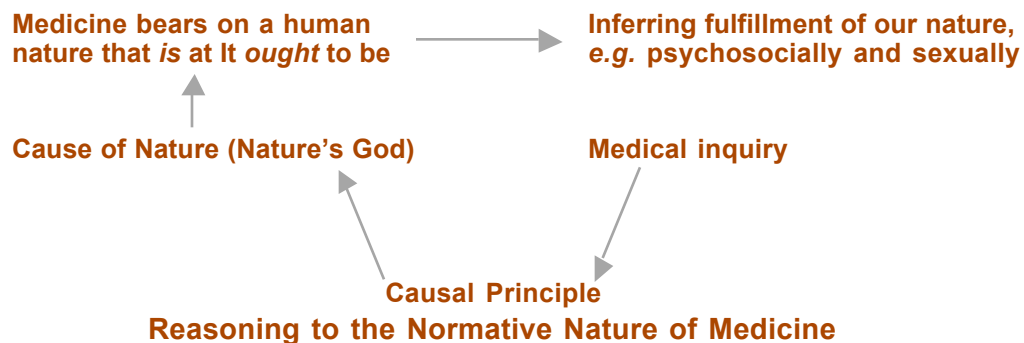 Medicine bears on a human
nature that is at It ought to be
Inferring fulfillment of our nature,
e.g. psychosocially and sexually
Cause of Nature (Nature's God)
Medical inquiry
Causal Principle
Reasoning to the Normative Nature of Medicine